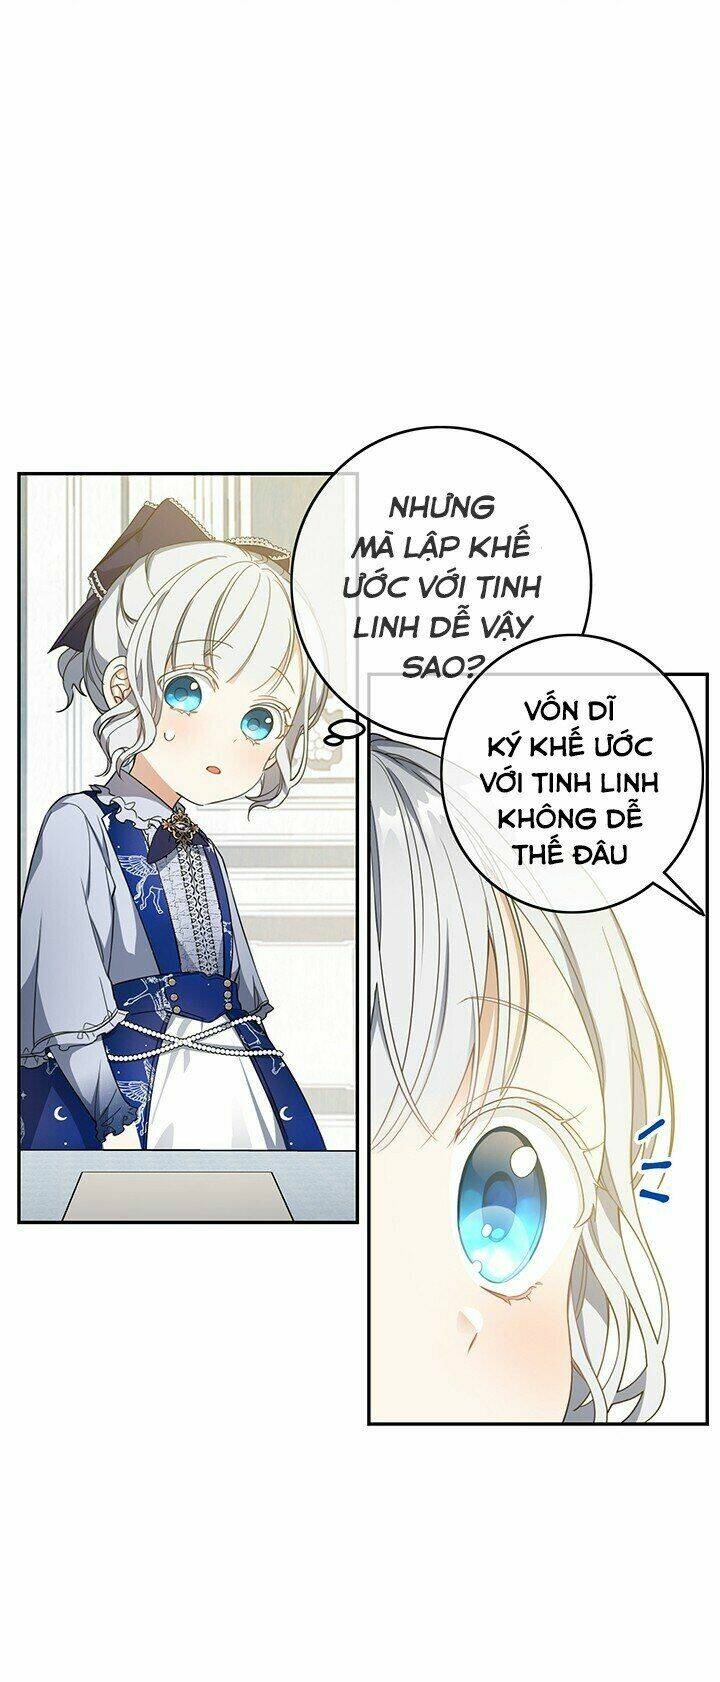 NHƯNG
MÀ LẬP KHẾ
ƯỚC VỚI TINH
LINH DỄ VẬY
SAO?
VỐN DĨ
KÝ KHẾ ƯỚC
VỚI TINH LINH
KHÔNG DỄ
THẾ ĐÂU